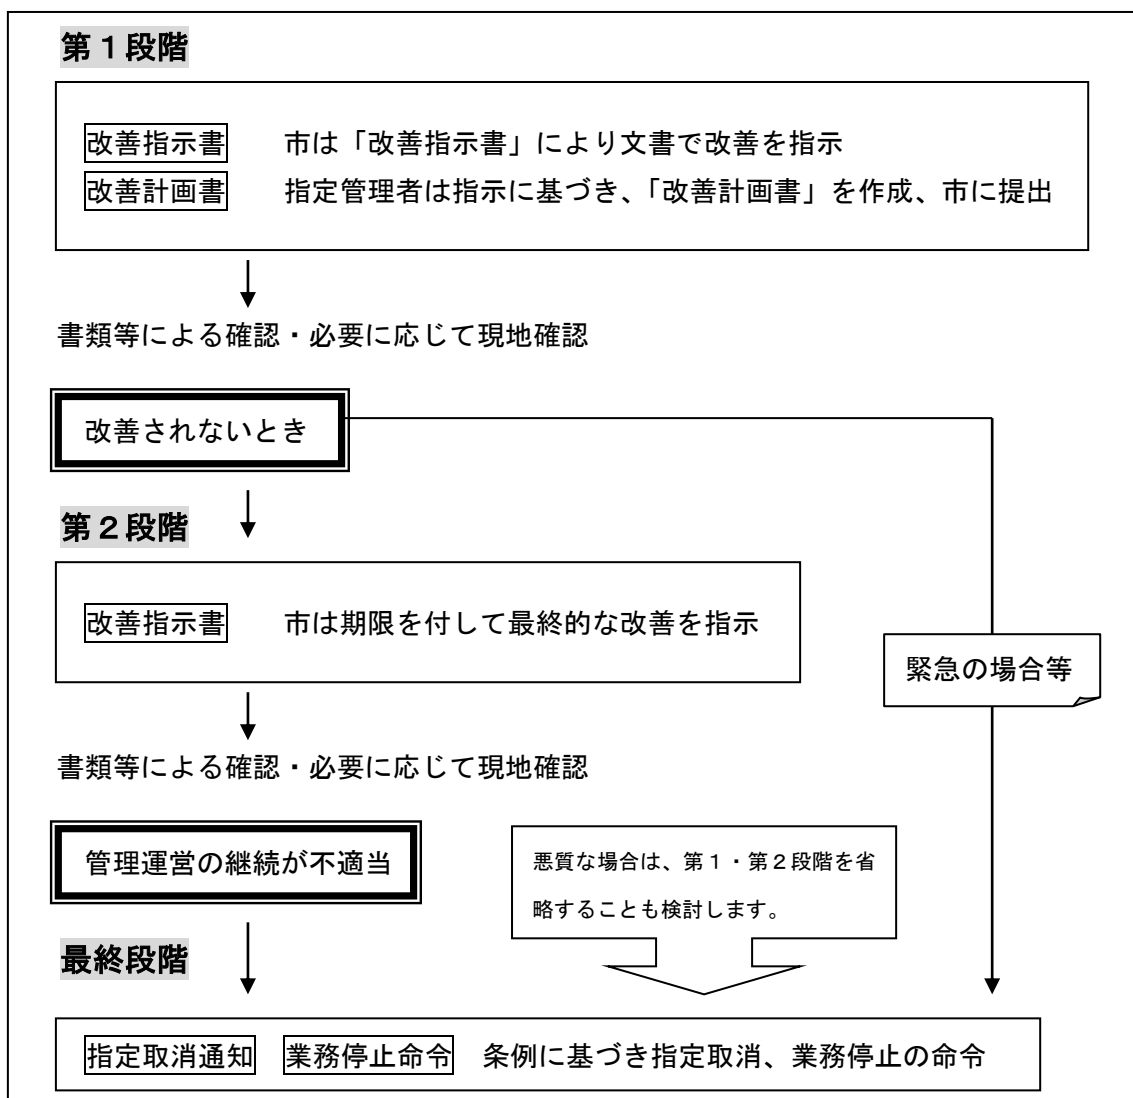 第１段階
改善指示書 市は「改善指示書」により文書で改善を指示
改善計画書 指定管理者は指示に基づき、「改善計画書」を作成、市に提出
書類等による確認・必要に応じて現地確認
改善されないとき
第２段階
改善指示書 市は期限を付して最終的な改善を指示
緊急の場合等
書類等による確認・必要に応じて現地確認
管理運営の継続が不適当
悪質な場合は、第１・第２段階を省
略することも検討します。
最終段階
指定取消通知 業務停止命令 条例に基づき指定取消、業務停止の命令